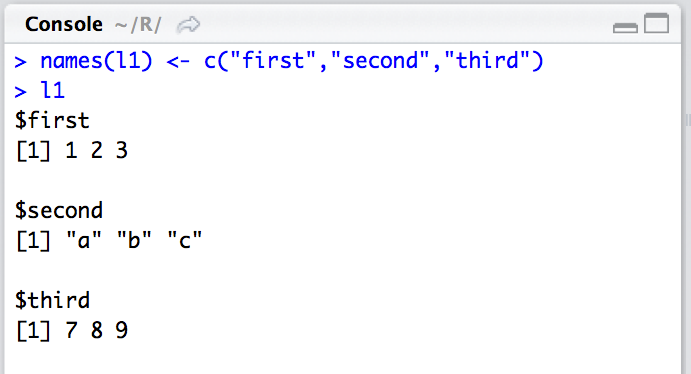 Console ~/R/
> names(l1) <- c("first","second","third")
> l1
$first
[1] 1 2 3
$second
[1] "a" "b" "c"
$third
[1] 7 8 9